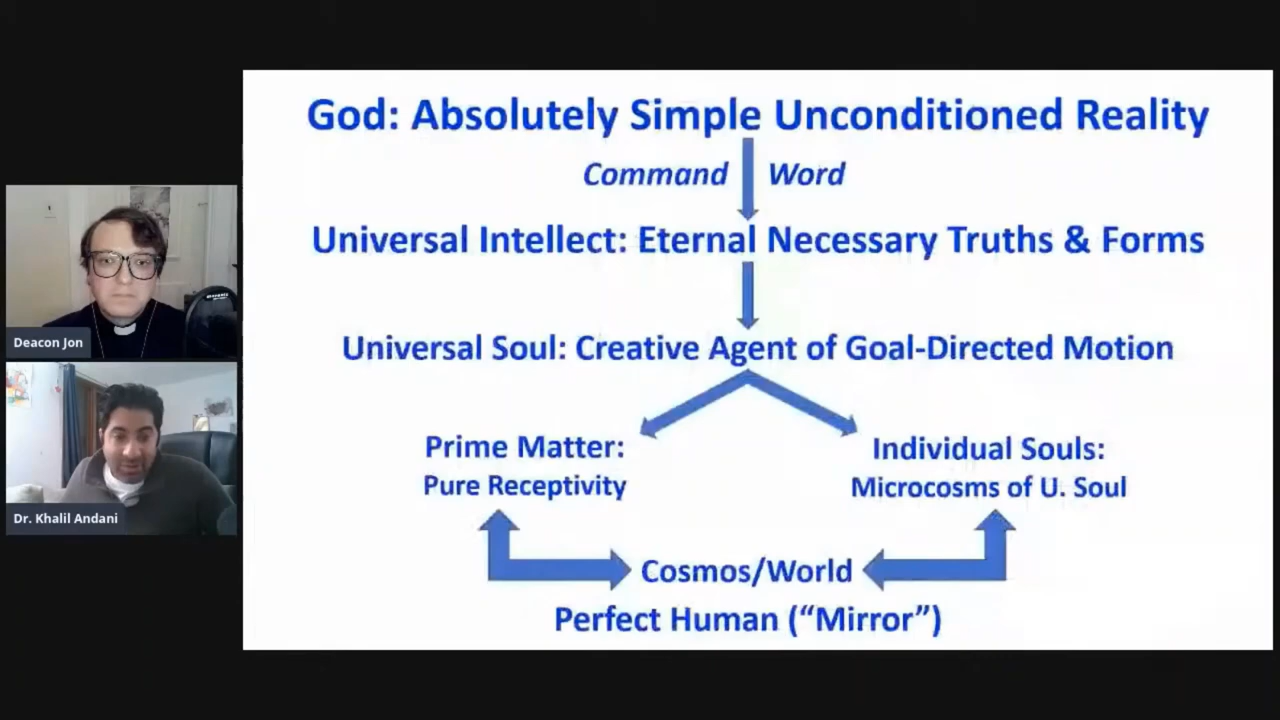 God: Absolutely Simple Unconditioned Reality
Command Word
Universal Intellect: Eternal Necessary Truths & Forms
Universal Soul: Creative Agent of Goal-Directed Motion
Prime Matter:
Pure Receptivity
Individual Souls:
Microcosms of U. Soul
Cosmos/World
Perfect Human (“Mirror”)
Deacon Jon
Dr. Khalil Andani